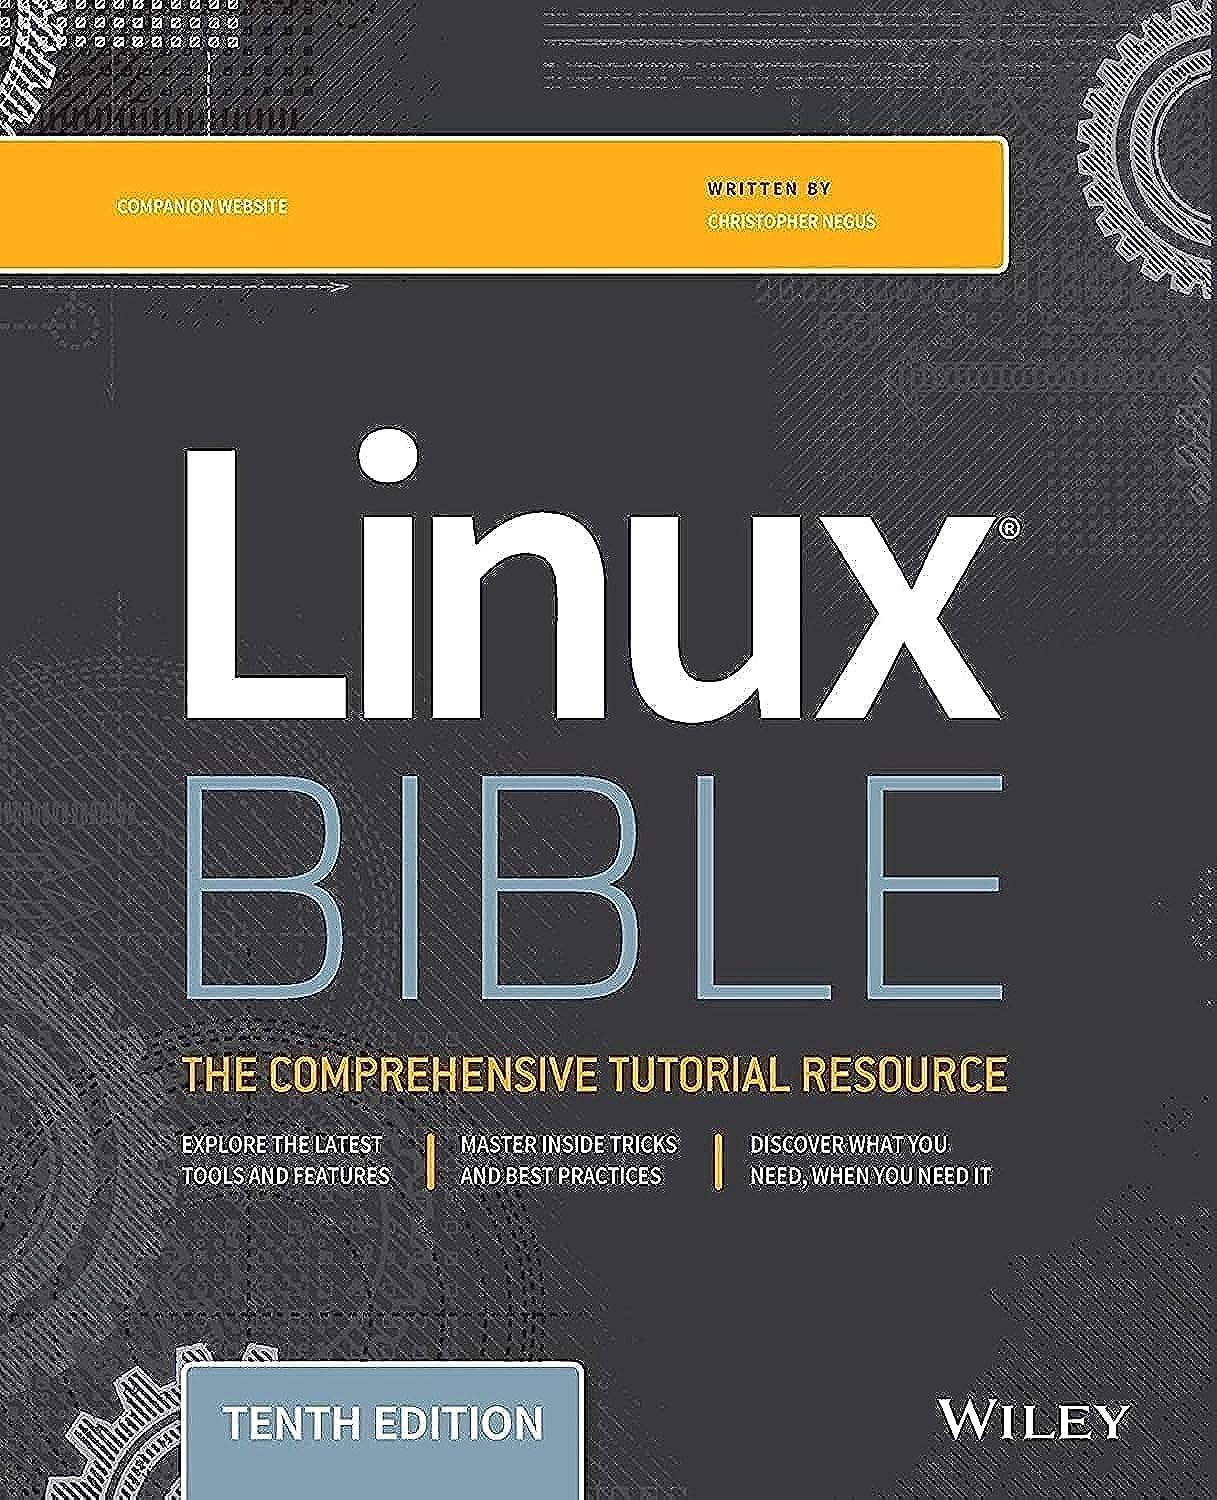 COMPANION WEBSITE
WRITTEN BY
CHRISTOPHER NEGUS
Linux®
BIBLE
THE COMPREHENSIVE TUTORIAL RESOURCE
EXPLORE THE LATEST
TOOLS AND FEATURES
MASTER INSIDE TRICKS
AND BEST PRACTICES
DISCOVER WHAT YOU
NEED, WHEN YOU NEED IT
TENTH EDITION
WILEY